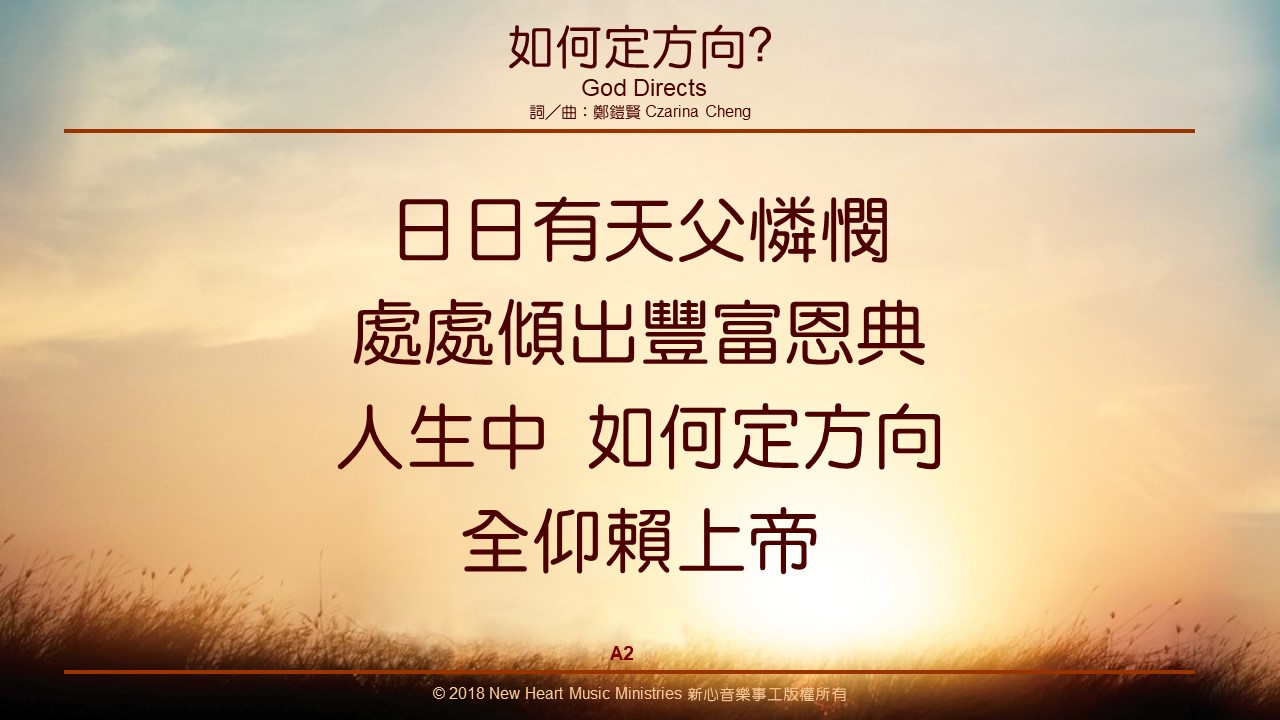 如何定方向?
God Directs
詞／曲：鄭鎧賢 Czarina Cheng
日日有天父憐憫
處處傾出豐富恩典
人生中 如何定方向
全仰賴上帝
A2
© 2018 New Heart Music Ministries 新心音樂事工版權所有